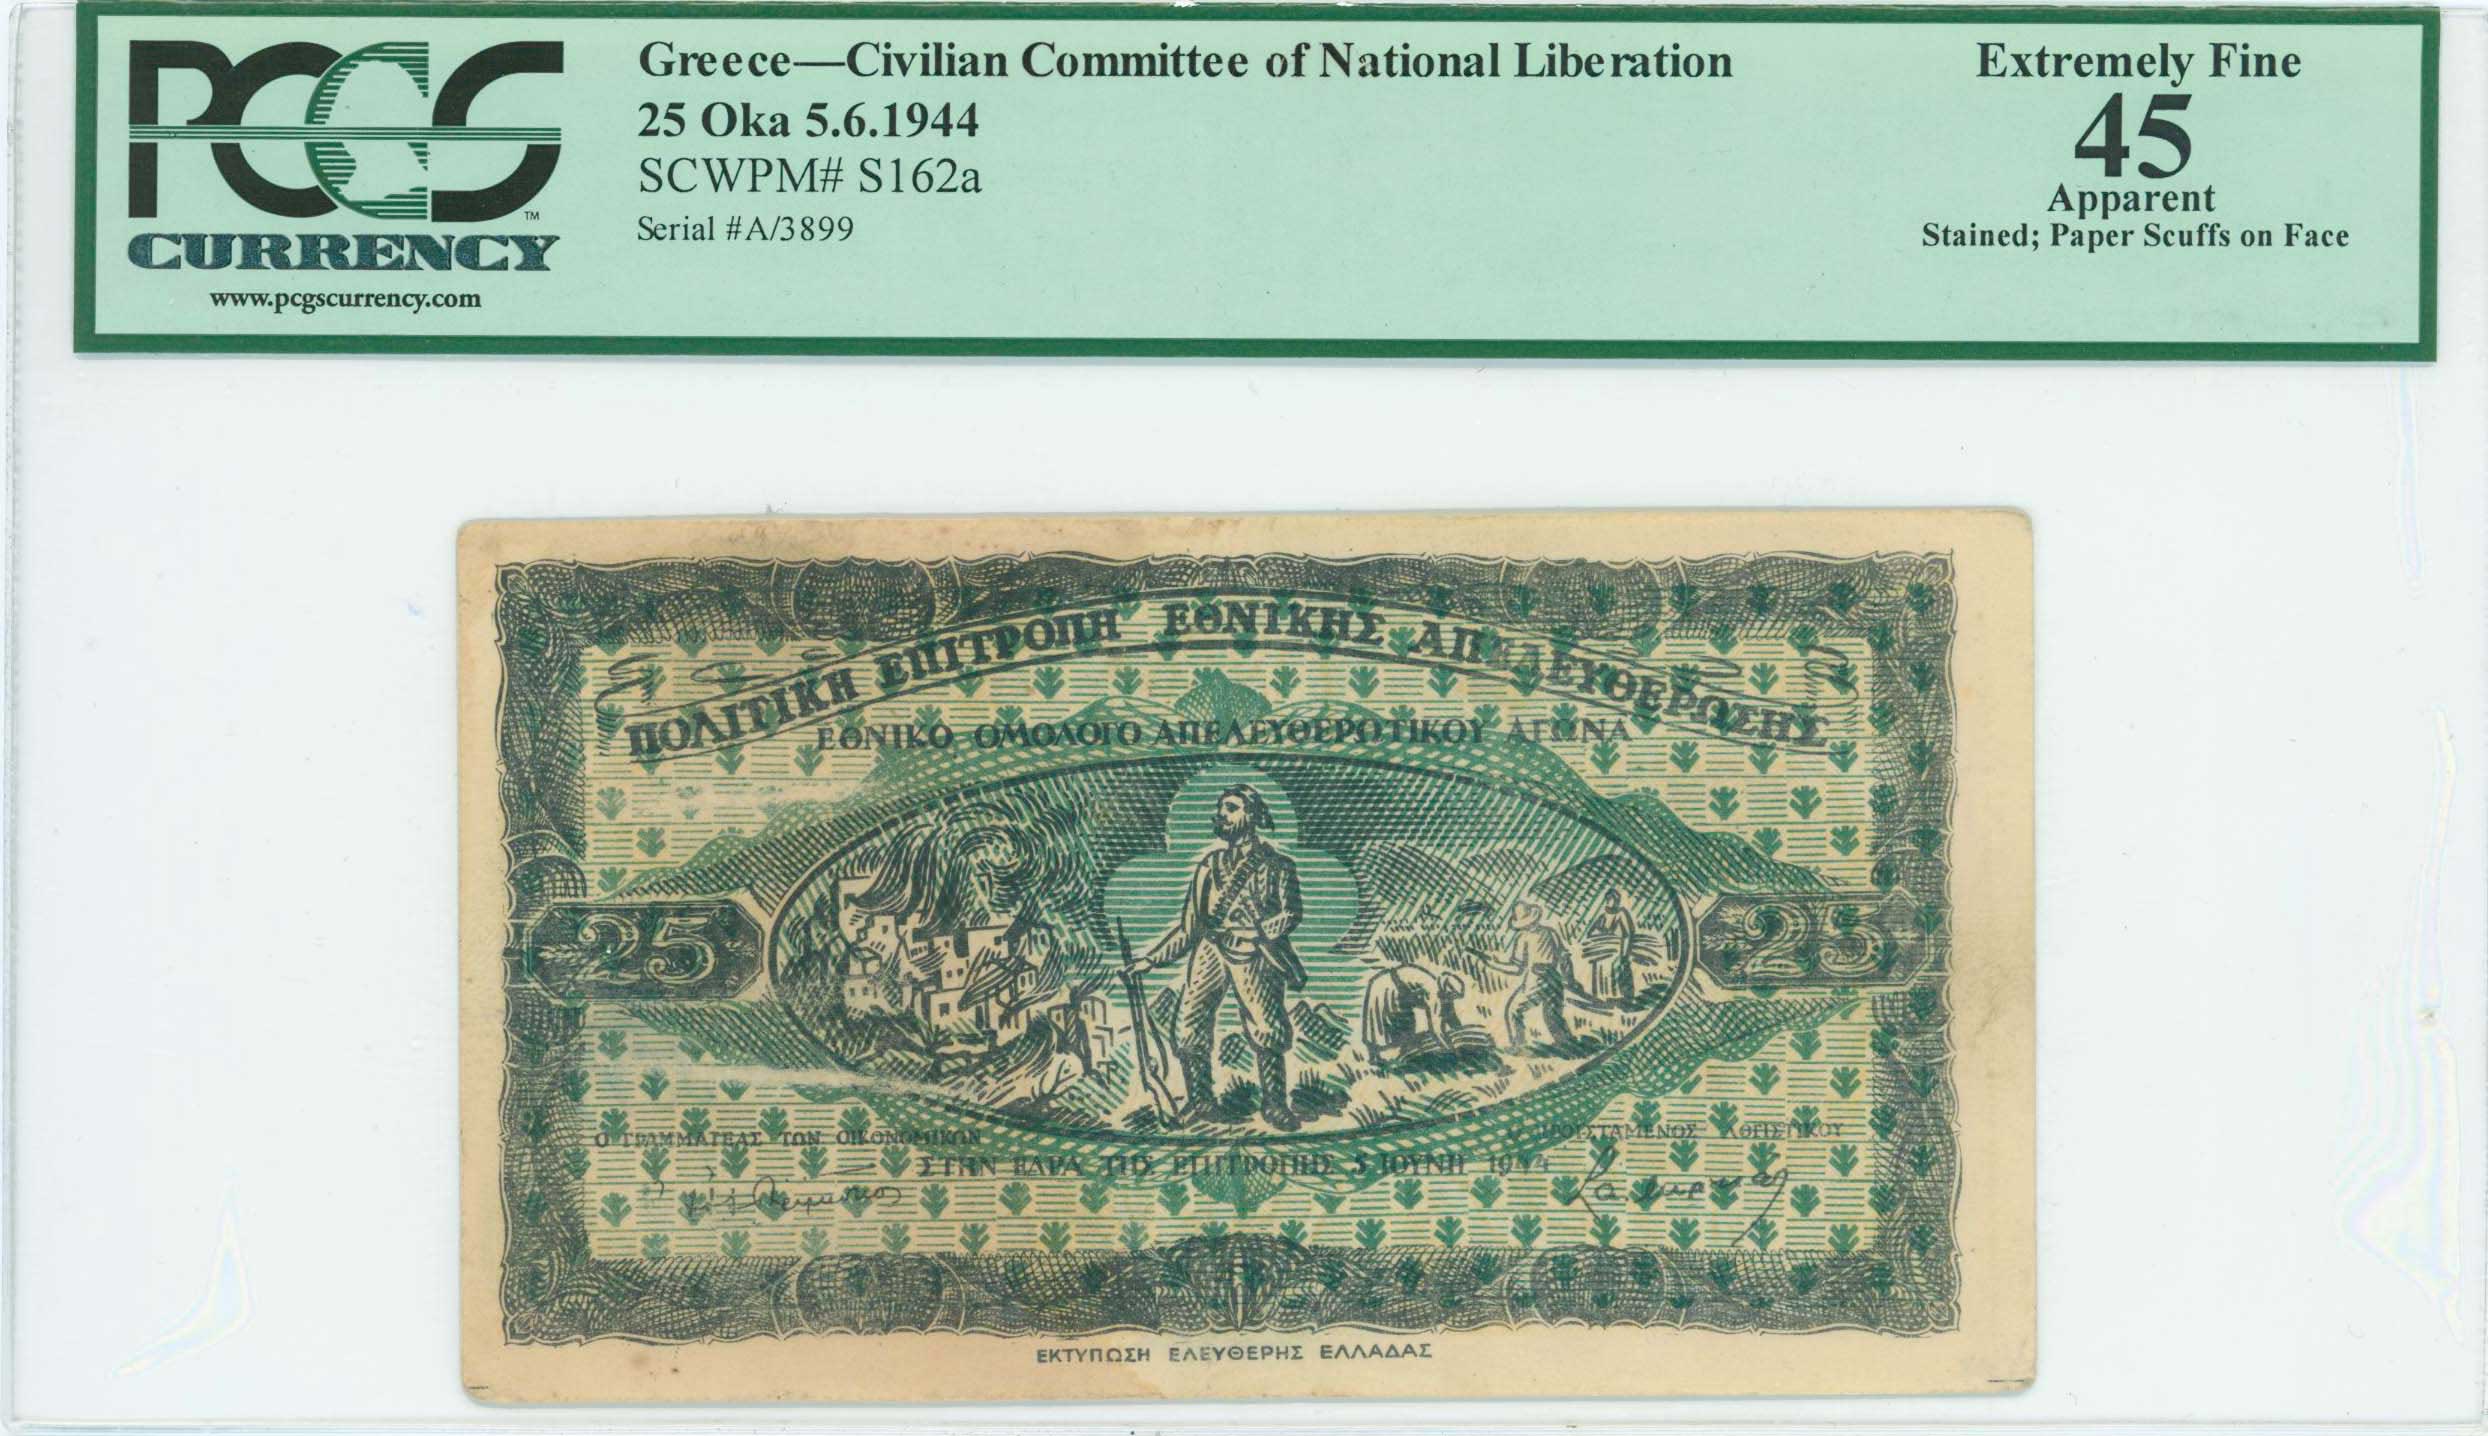 PCGS
CURRENCY
www.pcgscurrency.com
Greece—Civilian Committee of National Liberation
25 Oka 5.6.1944
SCWPM# S162a
Serial #A/3899
Extremely Fine
45
Apparent
Stained; Paper Scuffs on Face
ΠΟΛΙΤΙΚΗ ΕΠΙΤΡΟΠΗ ΕΘΝΙΚΗΣ ΑΠΕΛΕΥΘΕΡΩΣΗΣ
ΕΘΝΙΚΟ ΟΜΟΛΟΓΟ ΑΠΕΛΕΥΘΕΡΩΤΙΚΟΥ ΑΓΩΝΑ
25
25
Ο ΓΡΑΜΜΑΤΕΑΣ ΤΩΝ ΟΙΚΟΝΟΜΙΚΩΝ
Ο ΠΡΟΪΣΤΑΜΕΝΟΣ ΛΟΓΙΣΤΙΚΟΥ
ΣΤΗΝ ΕΔΡΑ ΤΗΣ ΕΠΙΤΡΟΠΗΣ 5 ΙΟΥΝΗ 1944
ΕΚΤΥΠΩΣΗ ΕΛΕΥΘΕΡΗΣ ΕΛΛΑΔΑΣ